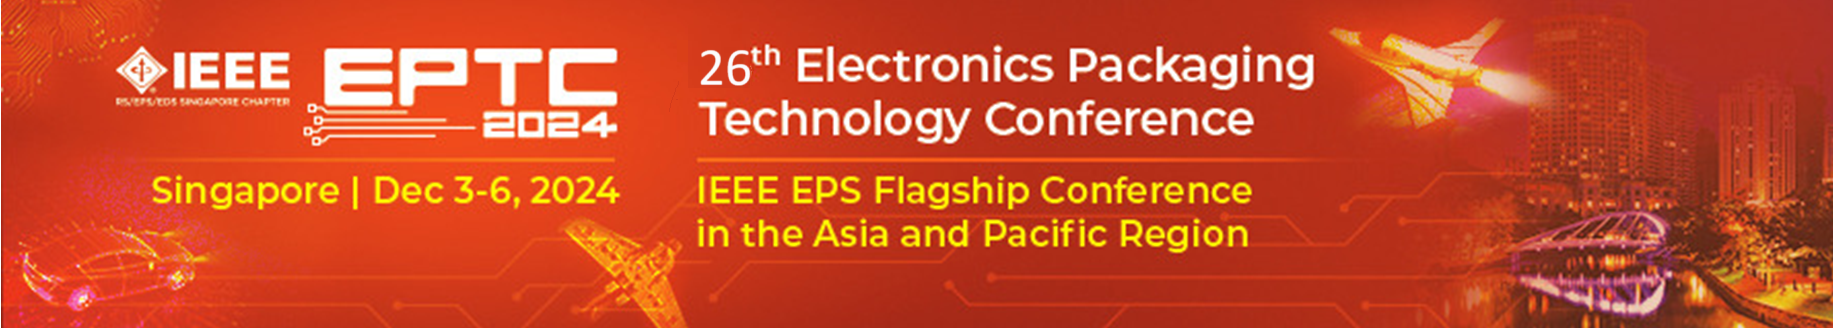 IEEE
RS/EPS/EDS SINGAPORE CHAPTER
EPTC
2024
Singapore | Dec 3-6, 2024
26th Electronics Packaging
Technology Conference
IEEE EPS Flagship Conference
in the Asia and Pacific Region